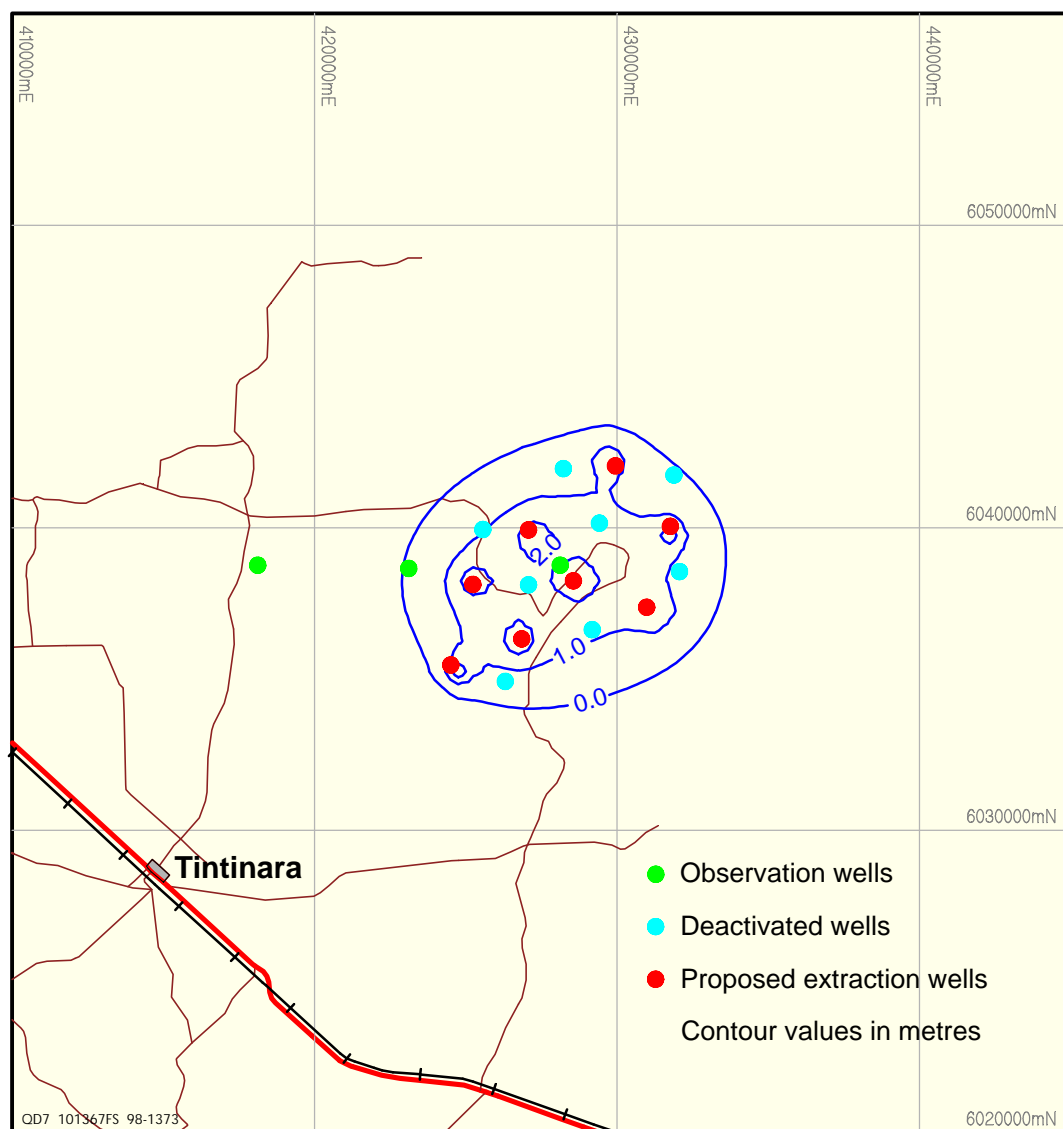 410000mE
420000mE
430000mE
440000mE
6050000mN
6040000mN
2.0
1.0
0.0
6030000mN
Tintinara
Observation wells
Deactivated wells
Proposed extraction wells
Contour values in metres
QD7 101367FS 98-1373
6020000mN